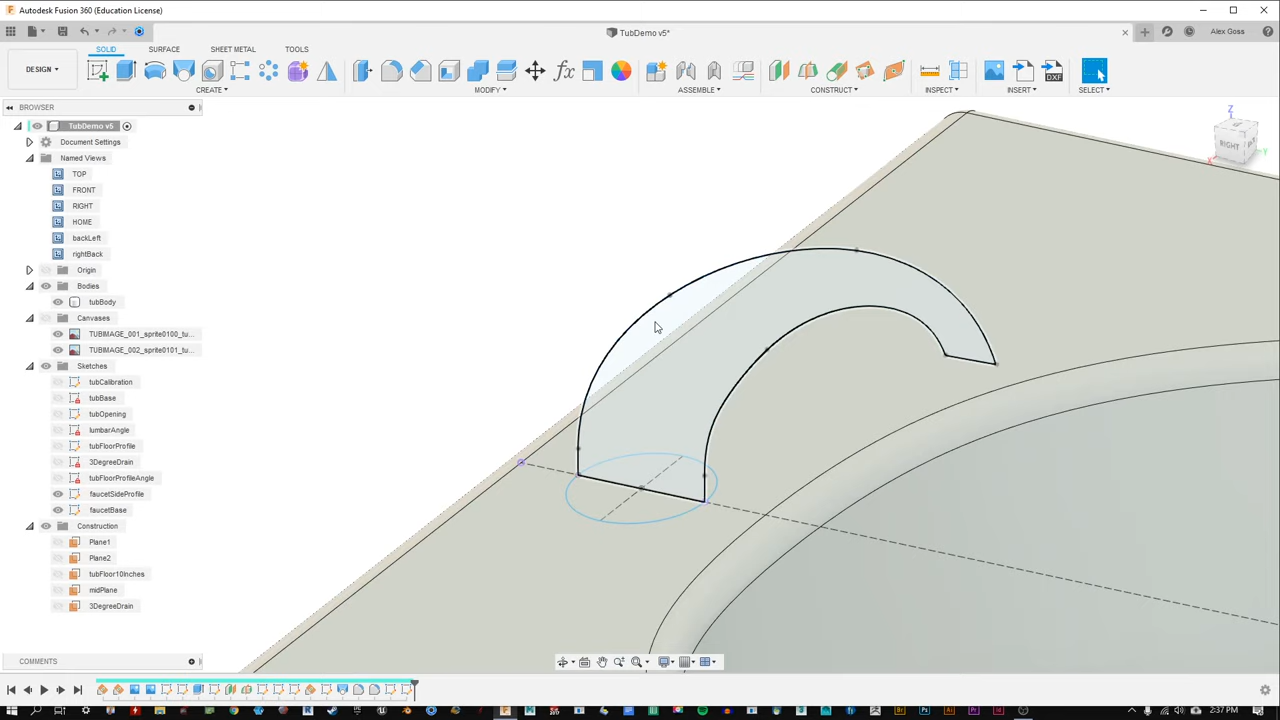 Autodesk Fusion 360 (Education License)
TubDemo v5*
Alex Goss
SOLID SURFACE SHEET METAL TOOLS
DESIGN
CREATE MODIFY ASSEMBLE CONSTRUCT INSPECT INSERT SELECT
BROWSER
TubDemo v5
Document Settings
Named Views
TOP
FRONT
RIGHT
HOME
backLeft
rightBack
Origin
Bodies
tubBody
Canvases
TUBIMAGE_001_sprite0100_tu...
TUBIMAGE_002_sprite0101_tu...
Sketches
tubCalibration
tubBase
tubOpening
lumbarAngle
tubFloorProfile
3DegreeDrain
tubFloorProfileAngle
faucetSideProfile
faucetBase
Construction
Plane1
Plane2
tubFloor10Inches
midPlane
3DegreeDrain
Z
RIGHT
Y
X
COMMENTS
2:37 PM